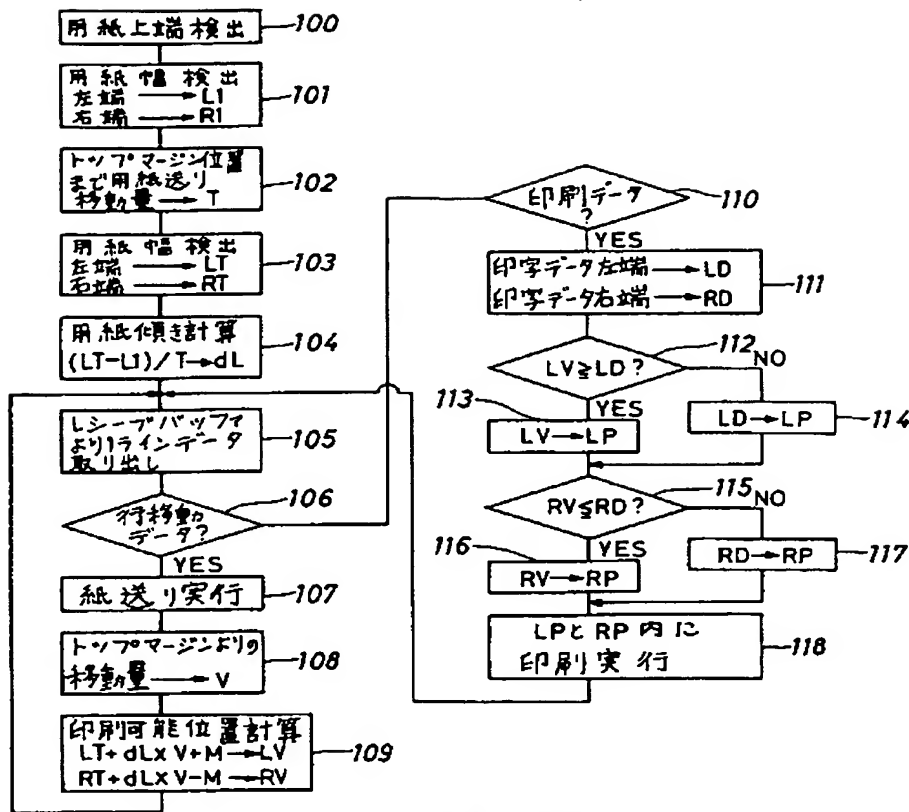 用紙上端検出
100
用紙幅検出
左端→L1
右端→R1
101
トップマージン位置
まで用紙送り
移動量→T
102
用紙幅検出
左端→LT
右端→RT
103
用紙傾き計算
(LT-L1)/T→dL
104
レシーブバッファ
より1ラインデータ
取り出し
105
行移動
データ?
106
YES
紙送り実行
107
トップマージンよりの
移動量→V
108
印刷可能位置計算
LT+dL×V+M→LV
RT+dL×V-M→RV
109
印刷データ
?
110
YES
印字データ左端→LD
印字データ右端→RD
111
LV≧LD?
112
NO
YES
113
LV→LP
LD→LP
114
RV≦RD?
115
NO
YES
116
RV→RP
RD→RP
117
LPとRP内に
印刷実行
118